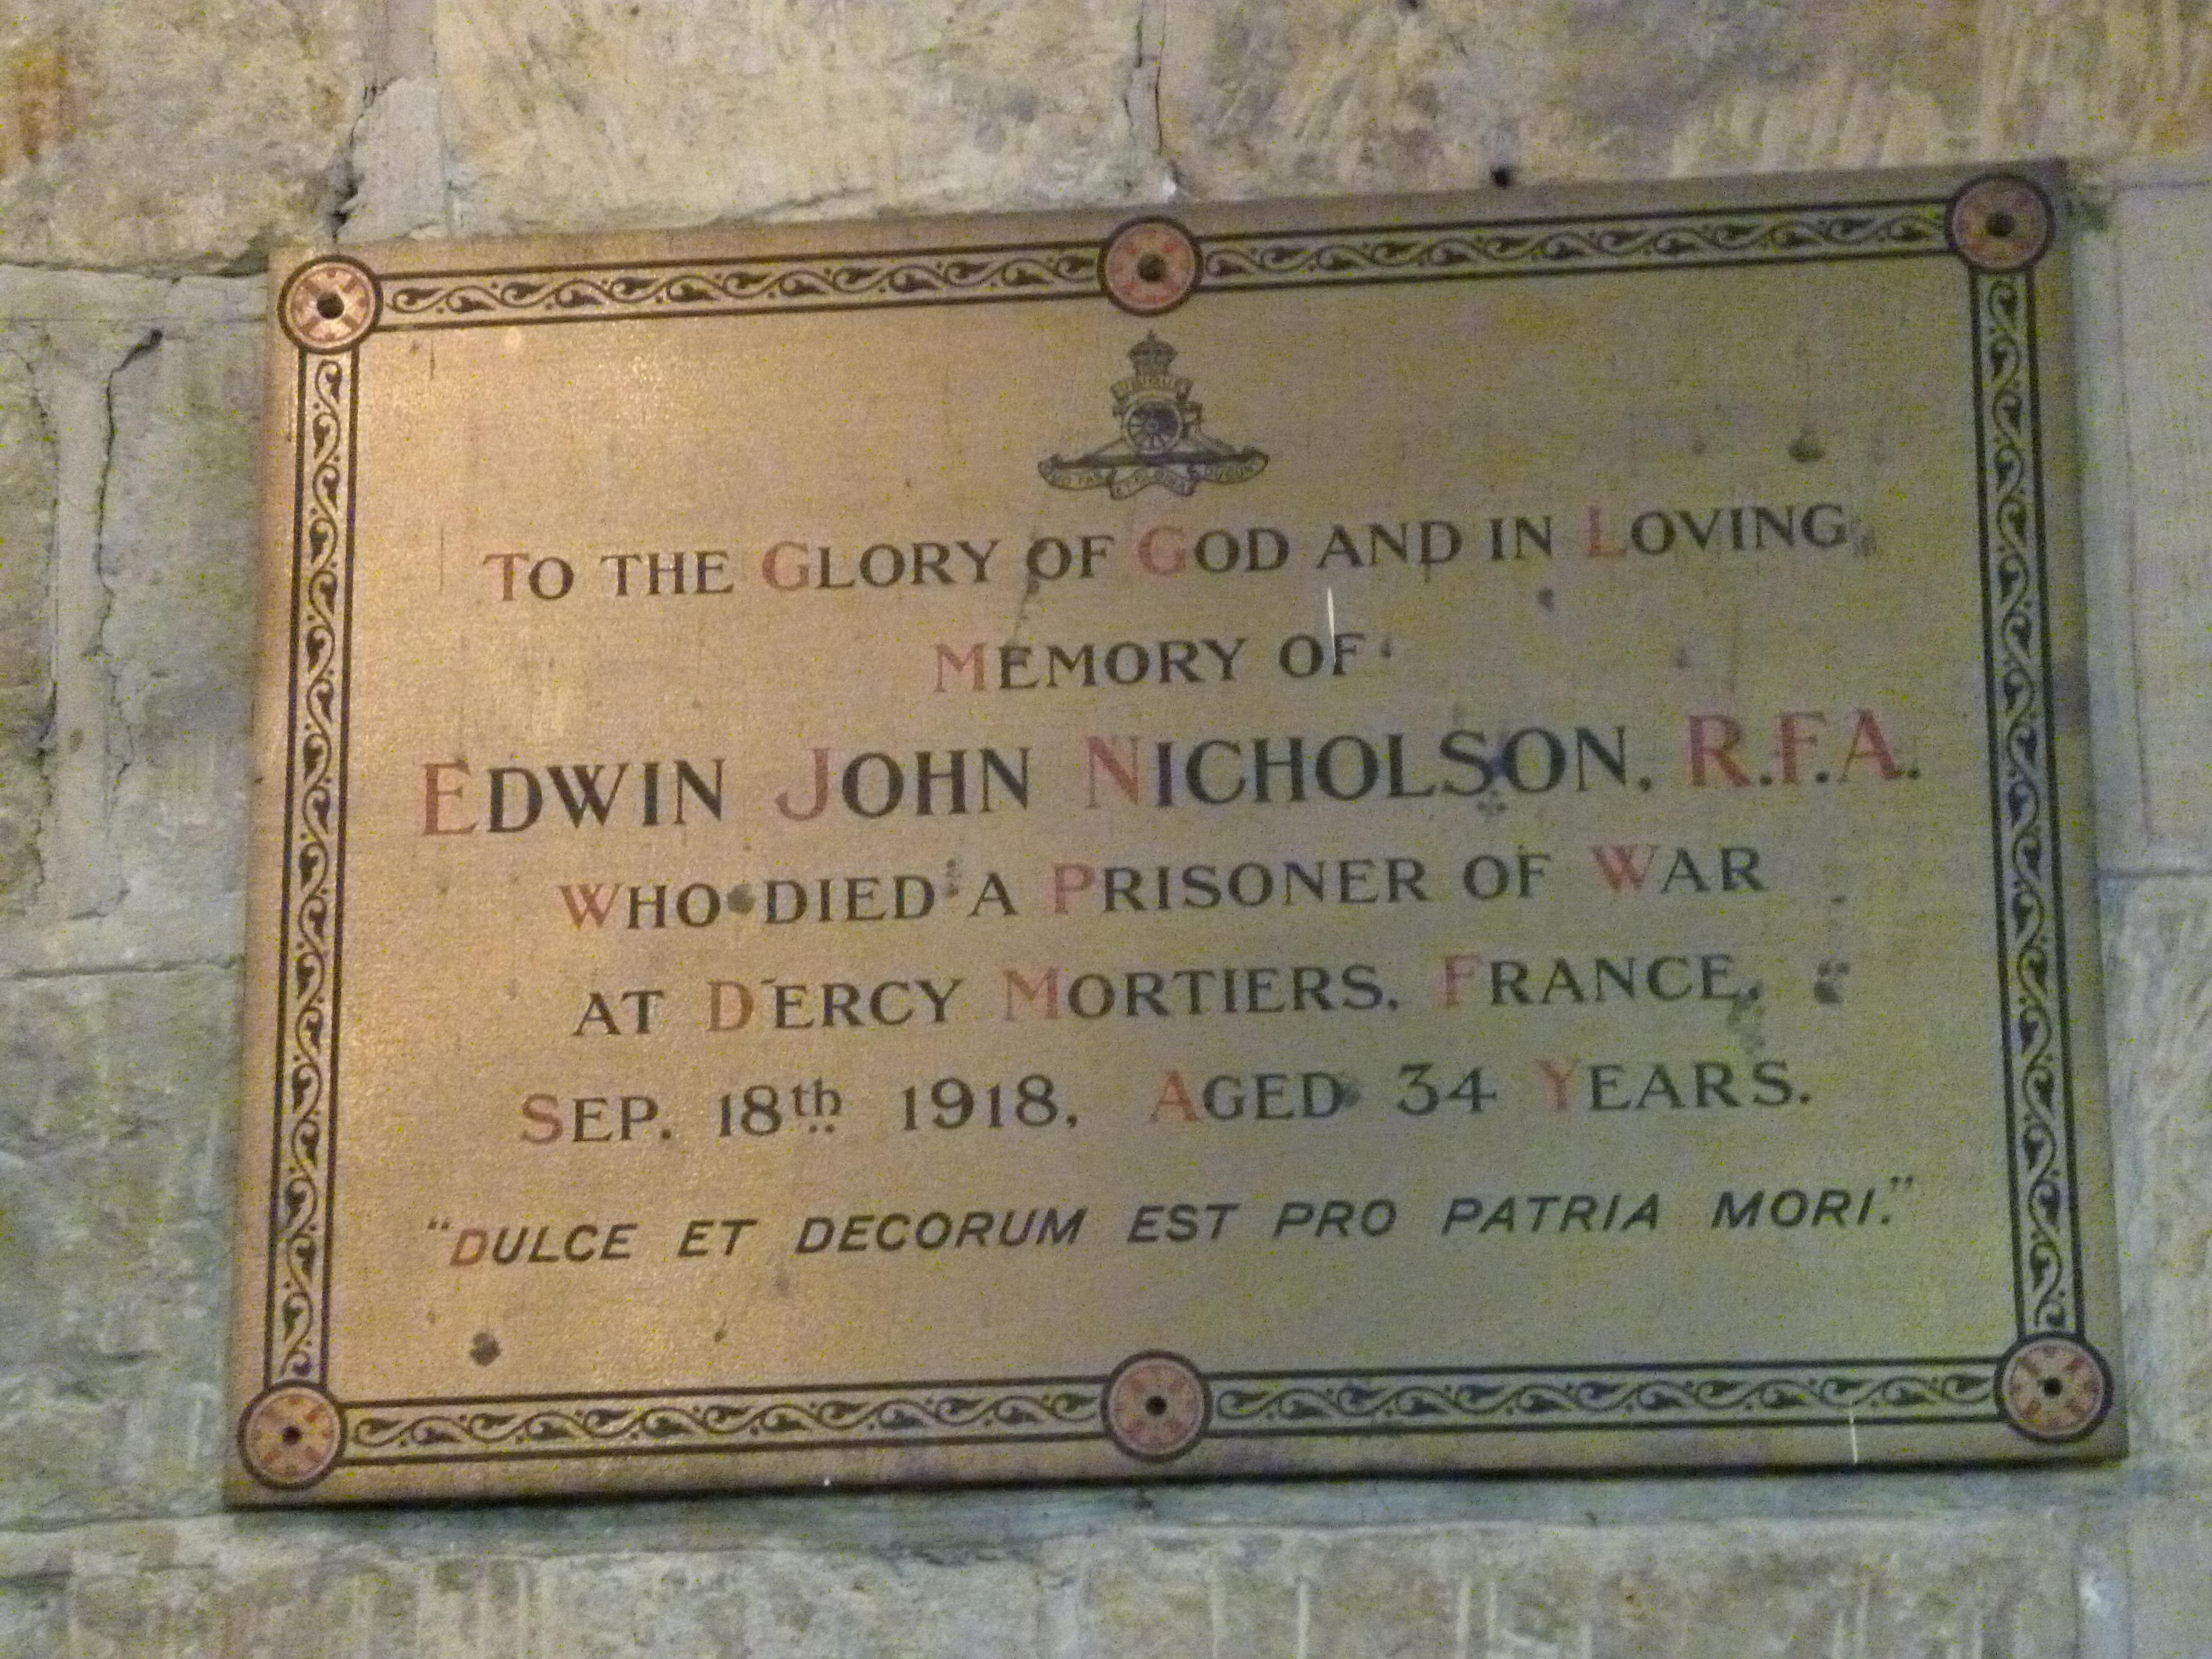 UBIQUE
TO THE GLORY OF GOD AND IN LOVING
MEMORY OF
EDWIN JOHN NICHOLSON, R.F.A.
WHO DIED A PRISONER OF WAR
AT D'ERCY MORTIERS, FRANCE,
SEP. 18th 1918, AGED 34 YEARS.
"DULCE ET DECORUM EST PRO PATRIA MORI."